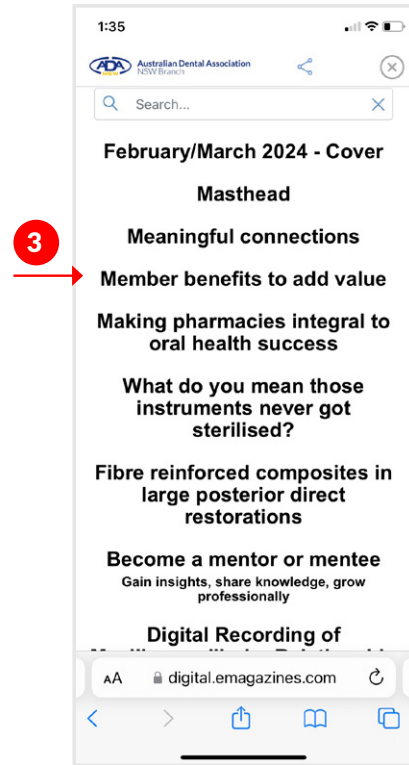 1:35
ADA
Australian Dental Association
NSW Branch
Search...
February/March 2024 - Cover
Masthead
Meaningful connections
3
Member benefits to add value
Making pharmacies integral to
oral health success
What do you mean those
instruments never got
sterilised?
Fibre reinforced composites in
large posterior direct
restorations
Become a mentor or mentee
Gain insights, share knowledge, grow
professionally
Digital Recording of
AA digital.emagazines.com